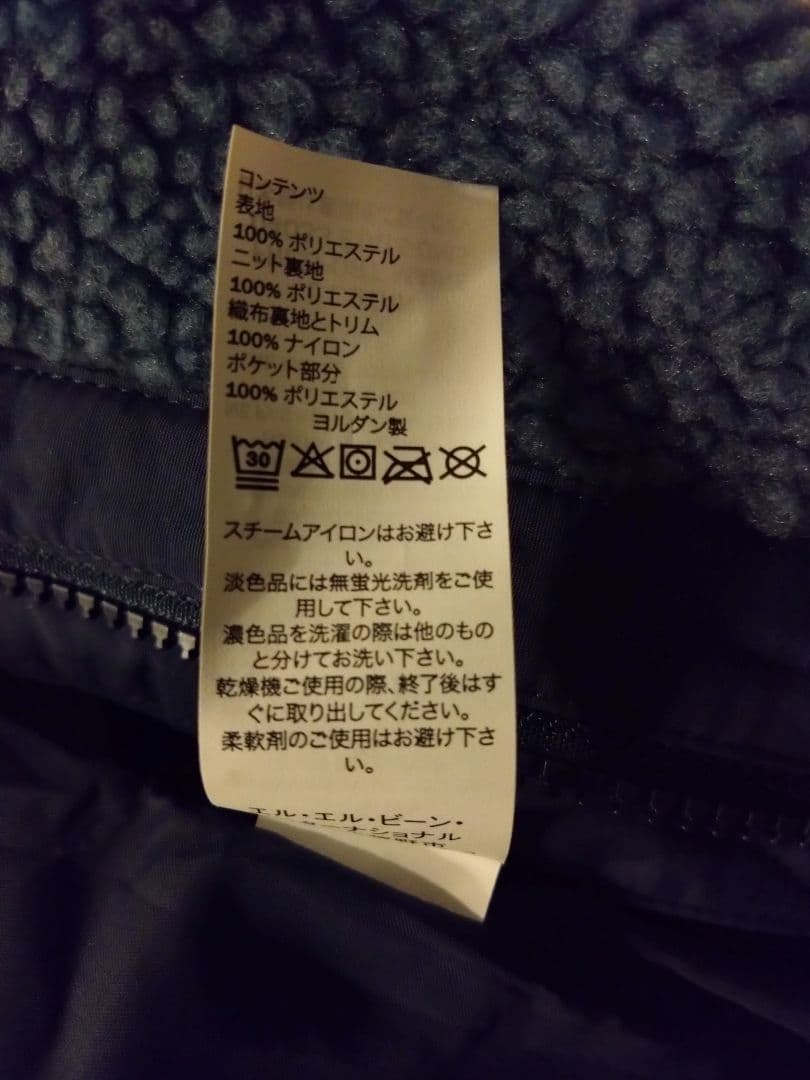 コンテンツ
表地
100% ポリエステル
ニット裏地
100% ポリエステル
織布裏地とトリム
100% ナイロン
ポケット部分
100% ポリエステル
ヨルダン製
30
スチームアイロンはお避け下さ
い。
淡色品には無蛍光洗剤をご使
用して下さい。
濃色品を洗濯の際は他のもの
と分けてお洗い下さい。
乾燥機ご使用の際、終了後はす
ぐに取り出してください。
柔軟剤のご使用はお避け下さ
い。
エル・エル・ビーン・
ターナショナル